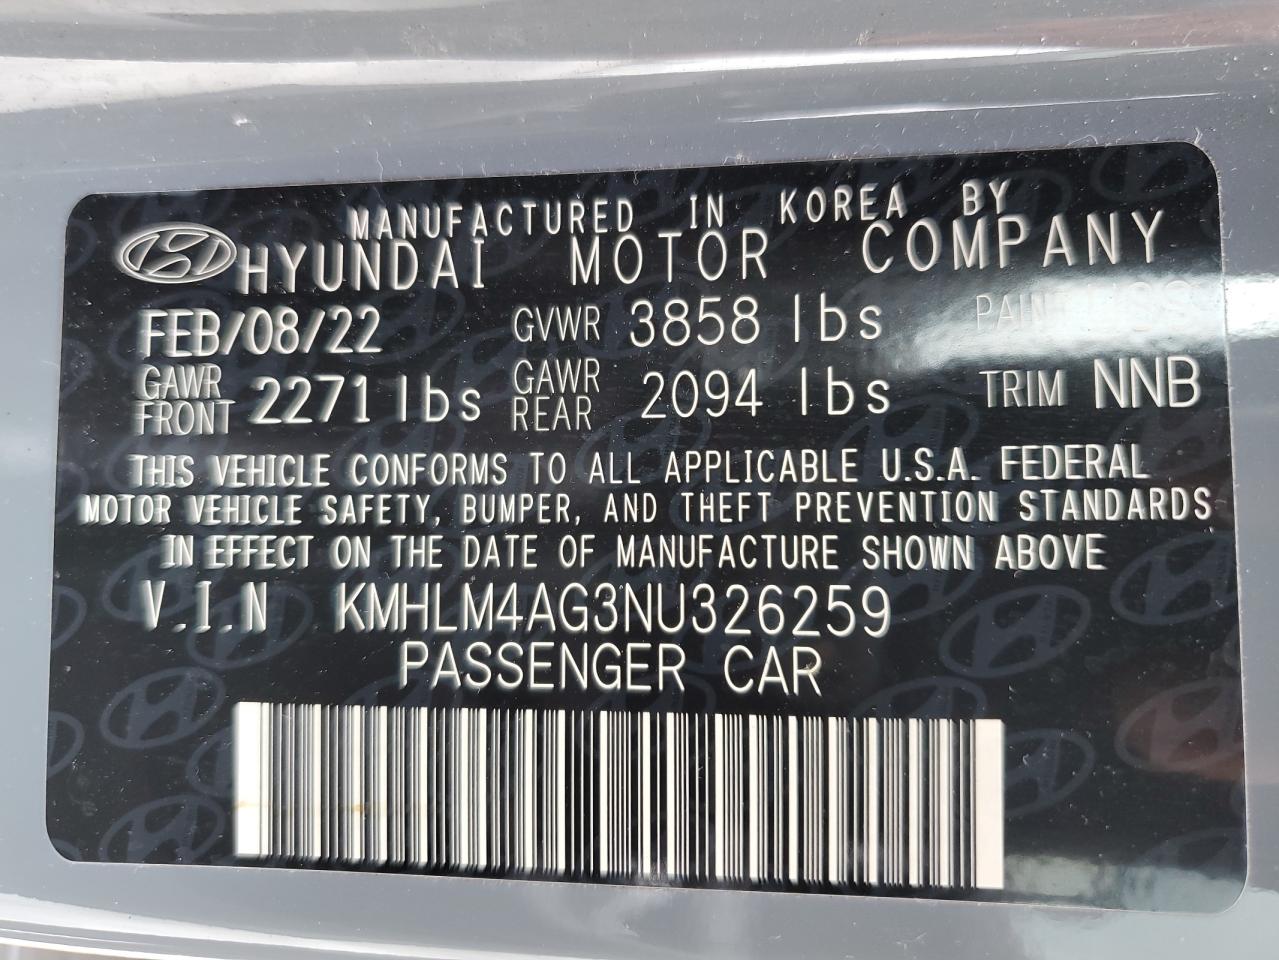 MANUFACTURED IN KOREA BY
HYUNDAI MOTOR COMPANY
FEB/08/22 GVWR 3858 lbs PAINT
GAWR FRONT 2271 lbs GAWR REAR 2094 lbs TRIM NNB
THIS VEHICLE CONFORMS TO ALL APPLICABLE U.S.A. FEDERAL
MOTOR VEHICLE SAFETY, BUMPER, AND THEFT PREVENTION STANDARDS
IN EFFECT ON THE DATE OF MANUFACTURE SHOWN ABOVE
V.I.N KMHLM4AG3NU326259
PASSENGER CAR